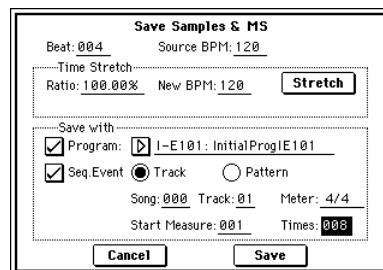 Save Samples & MS
Beat: 004 Source BPM: 120
Time Stretch
Ratio: 100.00% New BPM: 120 Stretch
Save with
Program: I-E101: InitialProgIE101
Seq.Event Track Pattern
Song: 000 Track: 01 Meter: 4/4
Start Measure: 001 Times: 008
Cancel Save